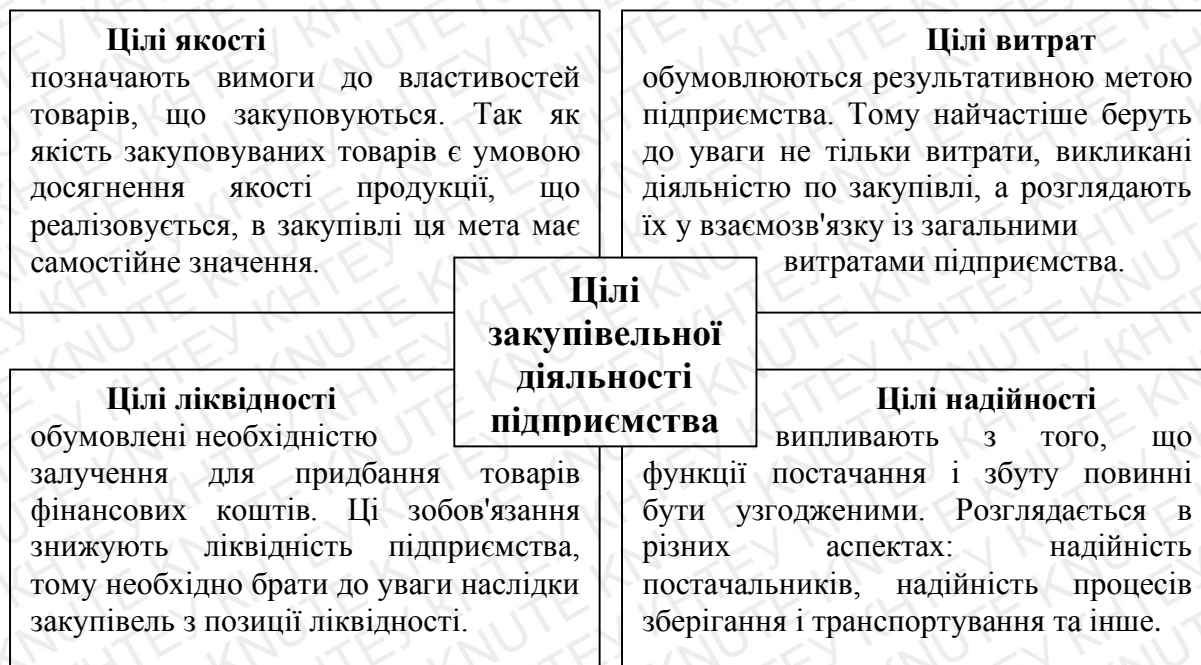 Цілі якості
позначають вимоги до властивостей
товарів, що закуповуються. Так як
якість закуповуваних товарів є умовою
досягнення якості продукції, що
реалізовується, в закупівлі ця мета має
самостійне значення.
Цілі витрат
обумовлюються результативною метою
підприємства. Тому найчастіше беруть
до уваги не тільки витрати, викликані
діяльністю по закупівлі, а розглядають
їх у взаємозв'язку із загальними
витратами підприємства.
Цілі
закупівельної
діяльності
підприємства
Цілі ліквідності
обумовлені необхідністю
залучення для придбання товарів
фінансових коштів. Ці зобов'язання
знижують ліквідність підприємства,
тому необхідно брати до уваги наслідки
закупівель з позиції ліквідності.
Цілі надійності
випливають з того, що
функції постачання і збуту повинні
бути узгодженими. Розглядається в
різних аспектах: надійність
постачальників, надійність процесів
зберігання і транспортування та інше.